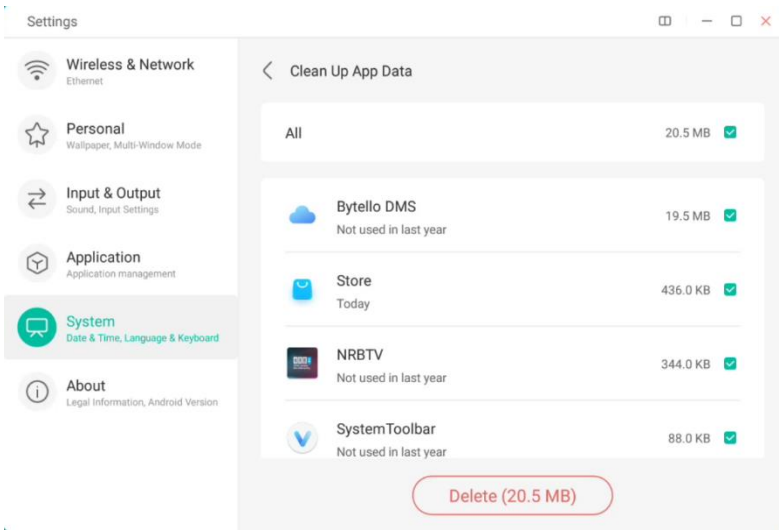 Settings
Wireless & Network
Ethernet
Personal
Wallpaper, Multi-Window Mode
Input & Output
Sound, Input Settings
Application
Application management
System
Date & Time, Language & Keyboard
About
Legal Information, Android Version
Clean Up App Data
All 20.5 MB
Bytello DMS
Not used in last year
19.5 MB
Store
Today
436.0 KB
NRBTV
Not used in last year
344.0 KB
SystemToolbar
Not used in last year
88.0 KB
Delete (20.5 MB)